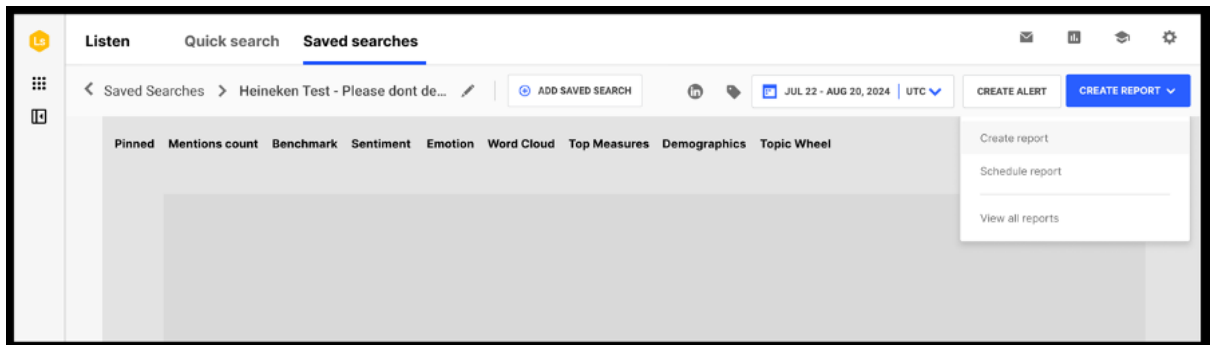 Ls
Listen Quick search Saved searches
Saved Searches > Heineken Test - Please dont de... ADD SAVED SEARCH in JUL 22 - AUG 20, 2024 | UTC CREATE ALERT CREATE REPORT
Pinned Mentions count Benchmark Sentiment Emotion Word Cloud Top Measures Demographics Topic Wheel
Create report
Schedule report
View all reports